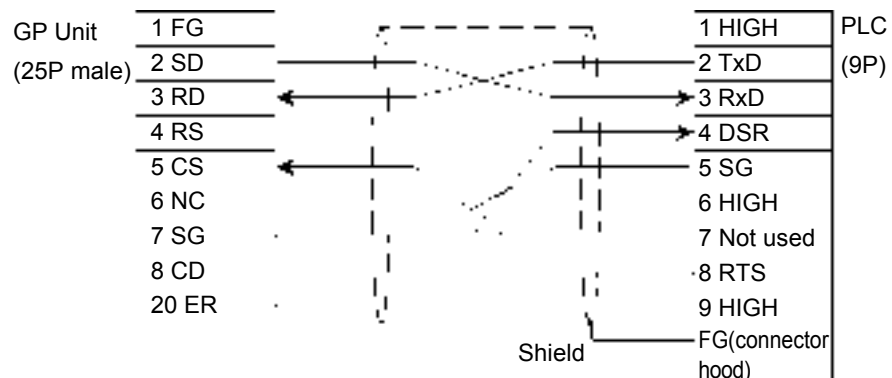 GP Unit
(25P male)
1 FG
2 SD
3 RD
4 RS
5 CS
6 NC
7 SG
8 CD
20 ER
Shield
1 HIGH
2 TxD
3 RxD
4 DSR
5 SG
6 HIGH
7 Not used
8 RTS
9 HIGH
FG(connector
hood)
PLC
(9P)